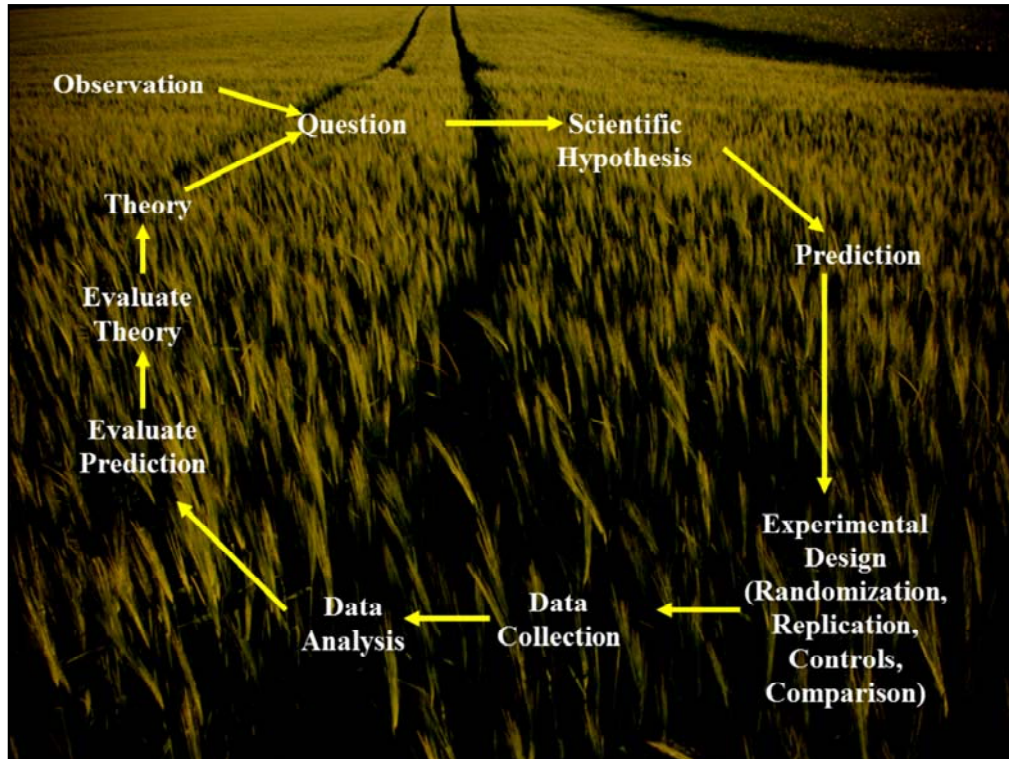 Observation
Question
Scientific
Hypothesis
Prediction
Experimental
Design
(Randomization,
Replication,
Controls,
Comparison)
Data
Collection
Data
Analysis
Evaluate
Prediction
Evaluate
Theory
Theory